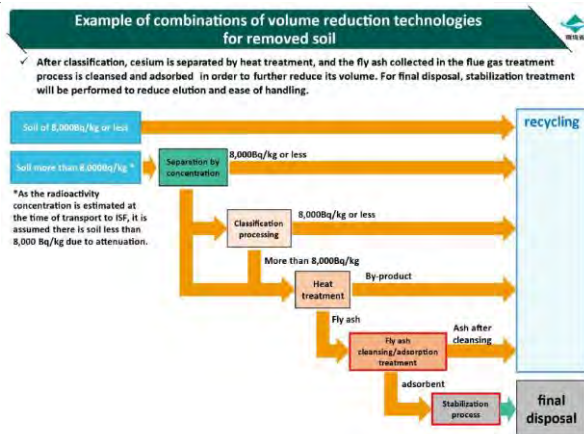 Example of combinations of volume reduction technologies
for removed soil
環境省
✓ After classification, cesium is separated by heat treatment, and the fly ash collected in the flue gas treatment
process is cleansed and adsorbed in order to further reduce its volume. For final disposal, stabilization treatment
will be performed to reduce elution and ease of handling.
Soil of 8,000Bq/kg or less
recycling
Soil more than 8,000Bq/kg *
Separation by
concentration
8,000Bq/kg or less
*As the radioactivity
concentration is estimated
at the time of transport to ISF, it is
assumed there is soil less than
8,000 Bq/kg due to attenuation.
Classification
processing
8,000Bq/kg or less
More than 8,000Bq/kg
Heat
treatment
By-product
Fly ash
Fly ash
cleansing/adsorption
treatment
Ash after
cleansing
adsorbent
Stabilization
process
final
disposal